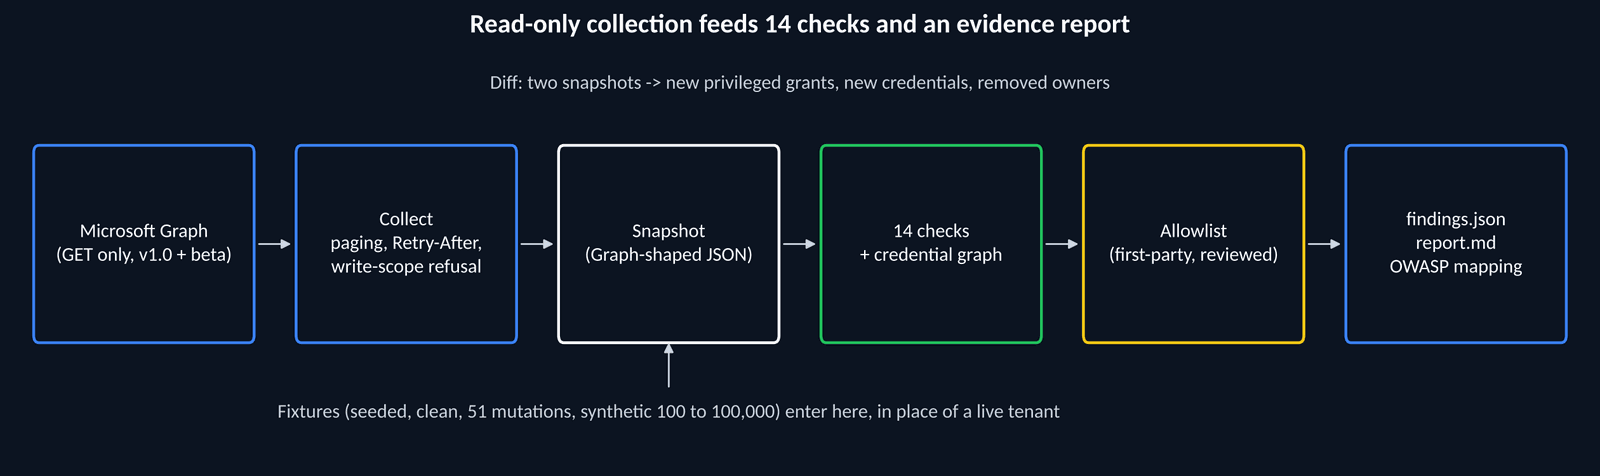 Read-only collection feeds 14 checks and an evidence report
Diff: two snapshots -> new privileged grants, new credentials, removed owners
Microsoft Graph
(GET only, v1.0 + beta)
Collect
paging, Retry-After,
write-scope refusal
Snapshot
(Graph-shaped JSON)
14 checks
+ credential graph
Allowlist
(first-party, reviewed)
findings.json
report.md
OWASP mapping
Fixtures (seeded, clean, 51 mutations, synthetic 100 to 100,000) enter here, in place of a live tenant